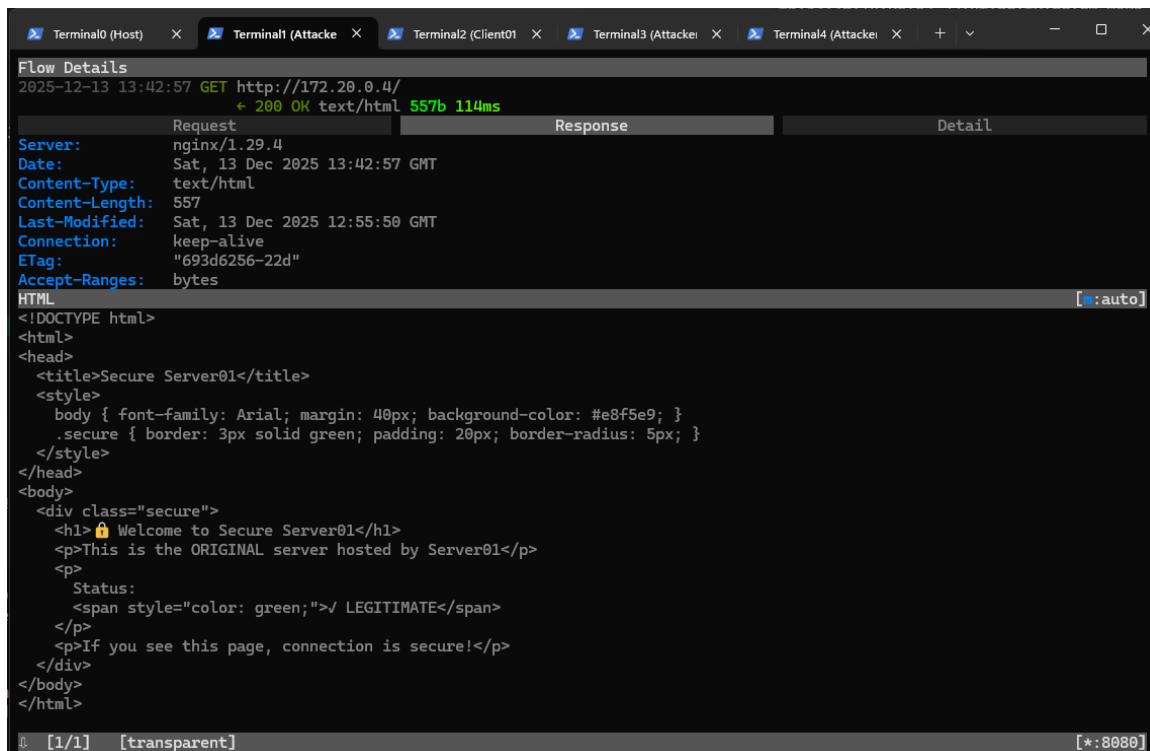 Terminal0 (Host) Terminal1 (Attacke Terminal2 (Client01 Terminal3 (Attacker Terminal4 (Attacker
Flow Details
2025-12-13 13:42:57 GET http://172.20.0.4/
← 200 OK text/html 557b 114ms
Request Response Detail
Server: nginx/1.29.4
Date: Sat, 13 Dec 2025 13:42:57 GMT
Content-Type: text/html
Content-Length: 557
Last-Modified: Sat, 13 Dec 2025 12:55:50 GMT
Connection: keep-alive
ETag: "693d6256-22d"
Accept-Ranges: bytes
HTML [m:auto]
<!DOCTYPE html>
<html>
<head>
<title>Secure Server01</title>
<style>
body { font-family: Arial; margin: 40px; background-color: #e8f5e9; }
.secure { border: 3px solid green; padding: 20px; border-radius: 5px; }
</style>
</head>
<body>
<div class="secure">
<h1>🔒 Welcome to Secure Server01</h1>
<p>This is the ORIGINAL server hosted by Server01</p>
<p>
Status:
<span style="color: green;">√ LEGITIMATE</span>
</p>
<p>If you see this page, connection is secure!</p>
</div>
</body>
</html>
⇩ [1/1] [transparent] [*:8080]